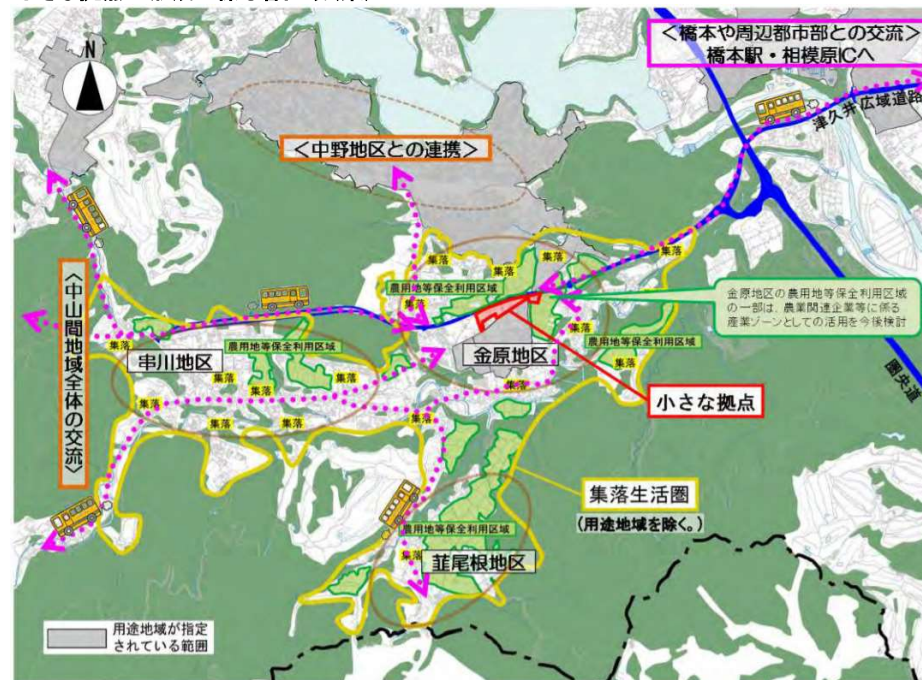 N
<橋本や周辺都市部との交流>
橋本駅・相模原ICへ
津久井広域道路
<中野地区との連携>
集落
集落
集落
集落
集落
農用地等保全利用区域
集落
金原地区の農用地等保全利用区域
の一部は、農業関連企業等に係る
産業ゾーンとしての活用を今後検討
圏央道
<中山間地域全体の交流>
集落
串川地区
農用地等保全利用区域
金原地区
農用地等保全利用区域
集落
集落
集落
集落
集落
集落
小さな拠点
集落
集落
集落
集落生活圏
(用途地域を除く。)
農用地等保全利用区域
集落
韮尾根地区
用途地域が指定
されている範囲